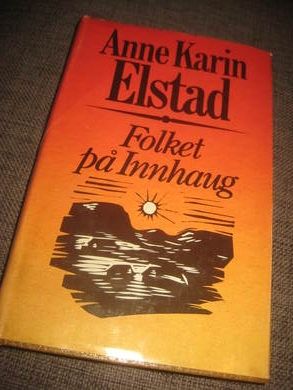 Anne Karin
Elstad
Folket
på Innhaug